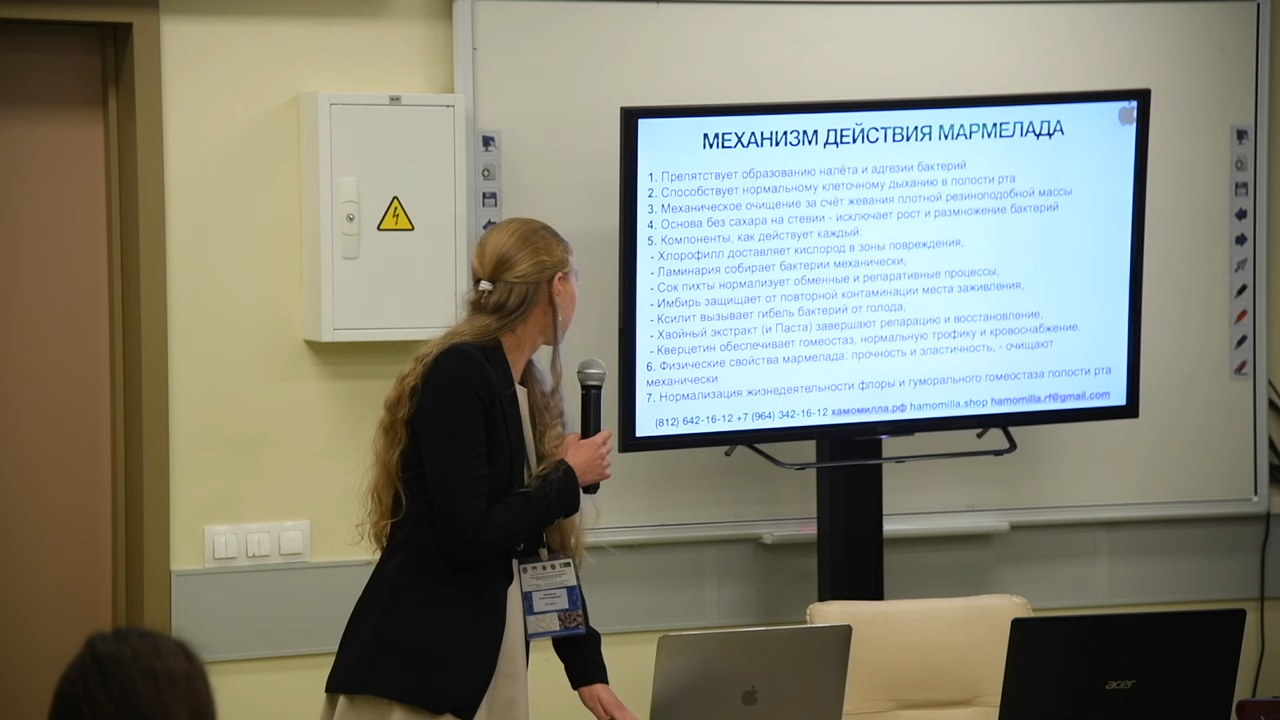 МЕХАНИЗМ ДЕЙСТВИЯ МАРМЕЛАДА
1. Препятствует образованию налёта и адгезии бактерий
2. Способствует нормальному клеточному дыханию в полости рта
3. Механическое очищение за счёт жевания плотной резиноподобной массы
4. Основа без сахара на стевии - исключает рост и размножение бактерий
5. Компоненты, как действует каждый:
- Хлорофилл доставляет кислород в зоны повреждения,
- Ламинария собирает бактерии механически,
- Сок пихты нормализует обменные и репаративные процессы,
- Имбирь защищает от повторной контаминации места заживления,
- Ксилит вызывает гибель бактерий от голода,
- Хвойный экстракт (и Паста) завершают репарацию и восстановление,
- Кверцетин обеспечивает гомеостаз, нормальную трофику и кровоснабжение.
6. Физические свойства мармелада: прочность и эластичность, - очищают
механически
7. Нормализация жизнедеятельности флоры и гуморального гомеостаза полости рта
(812) 642-16-12 +7 (964) 342-16-12 хамомилла.рф hamomilla.shop hamomilla.rf@gmail.com
acer